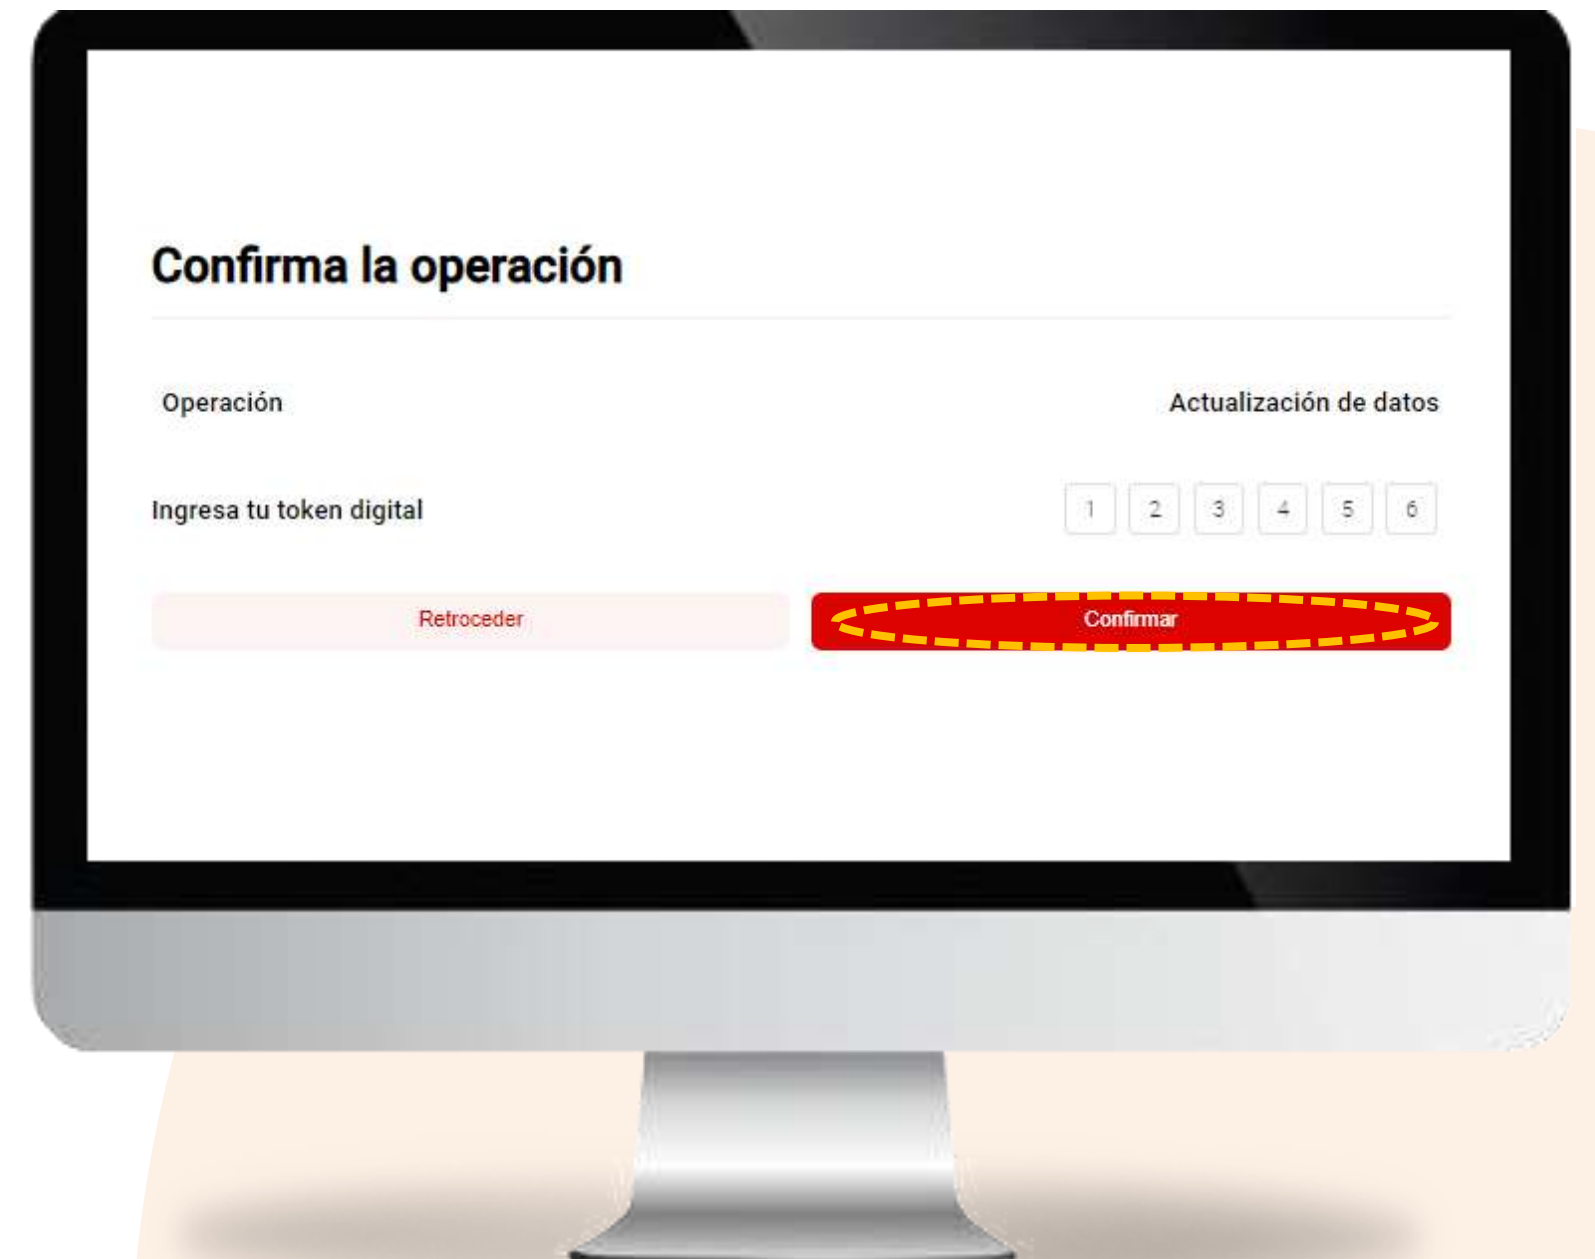 Confirma la operación
Operación Actualización de datos
Ingresa tu token digital 1 2 3 4 5 6
Retroceder Confirmar